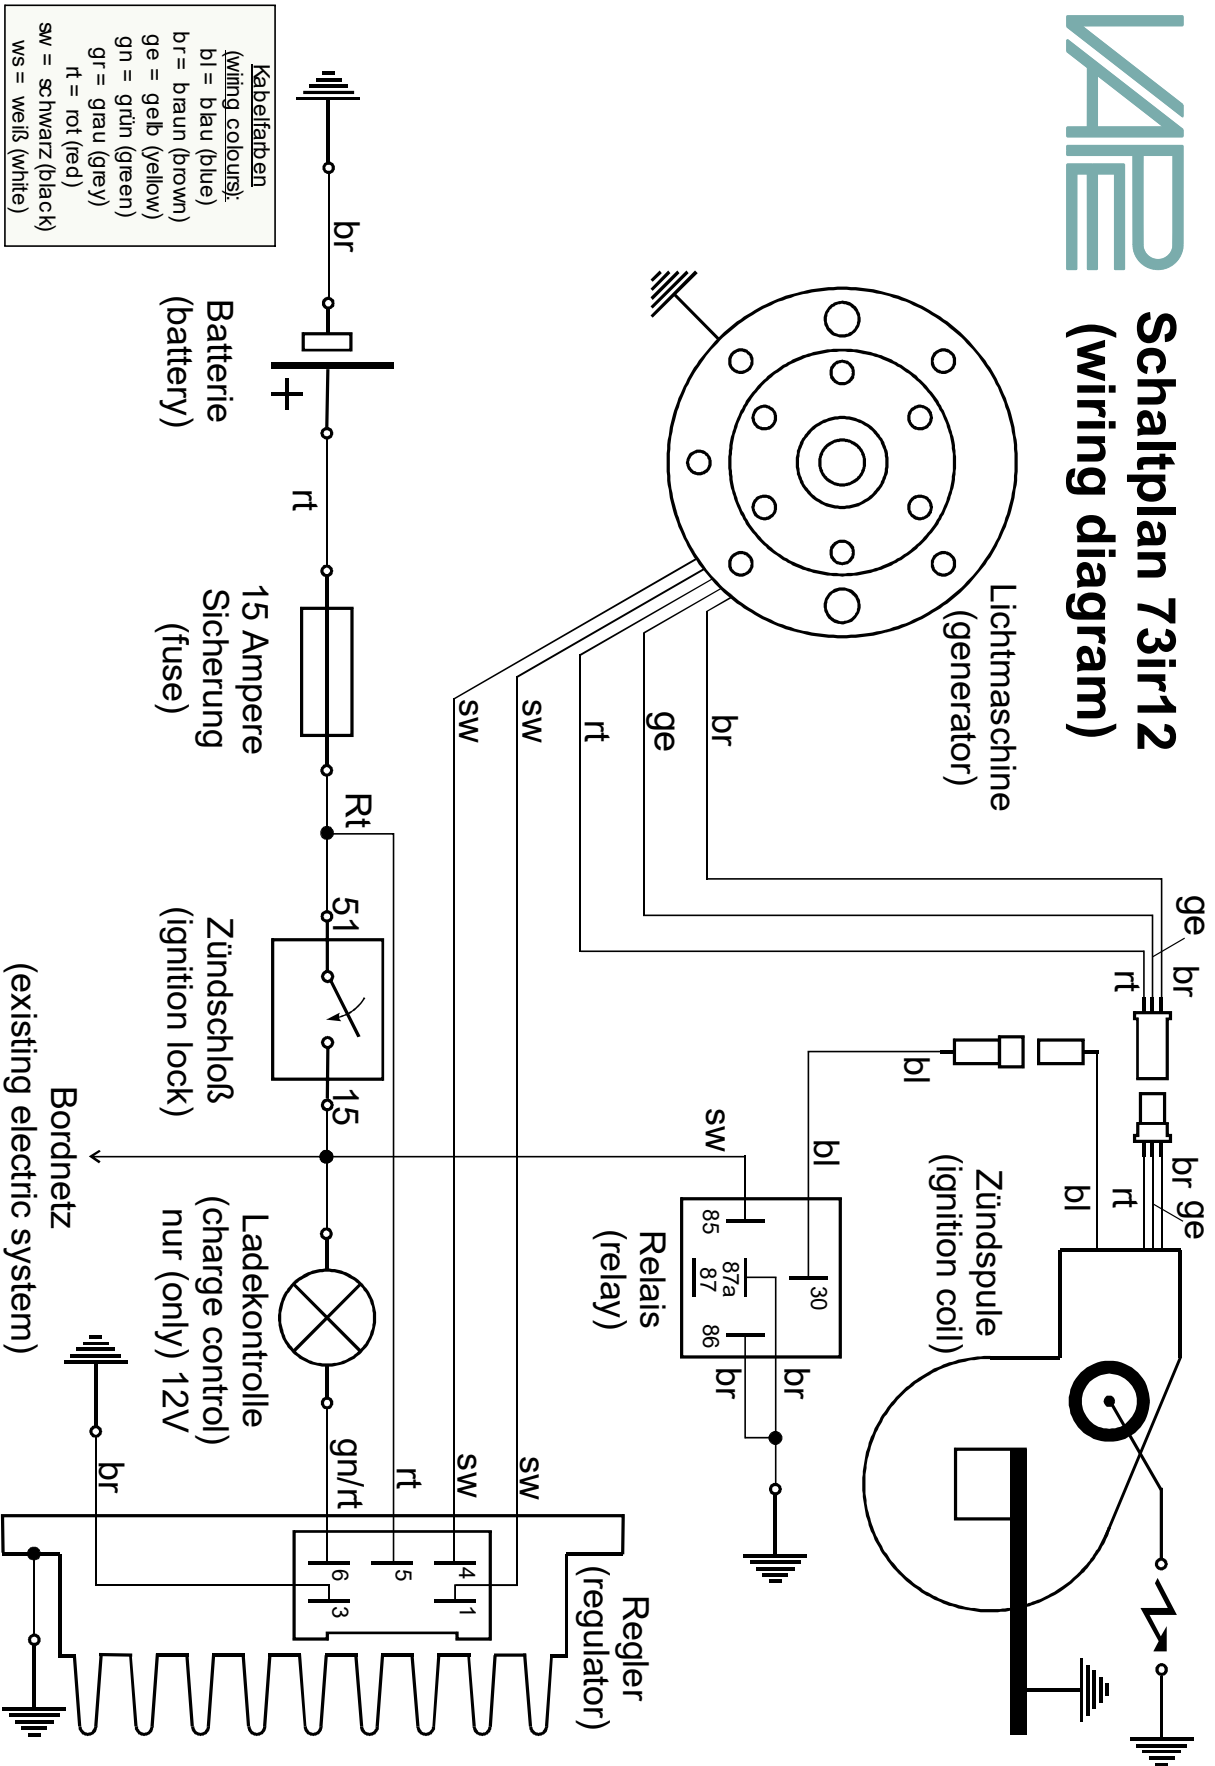 VAPE
Schaltplan 73ir12
(wiring diagram)
Lichtmaschine
(generator)
br
ge
rt
sw
sw
ge
br
rt
br
ge
rt
bl
bl
bl
Zündspule
(ignition coil)
sw
85
87a
87
86
30
Relais
(relay)
br
br
br
Batterie
(battery)
+
rt
15 Ampere
Sicherung
(fuse)
Rt
51
Zündschloß
(ignition lock)
15
Bordnetz
(existing electric system)
Ladekontrolle
(charge control)
nur (only) 12V
gn/rt
rt
sw
sw
br
4
1
5
6
3
Regler
(regulator)
Kabelfarben
(wiring colours):
bl = blau (blue)
br = braun (brown)
ge = gelb (yellow)
gn = grün (green)
gr = grau (grey)
rt = rot (red)
sw = schwarz (black)
ws = weiß (white)